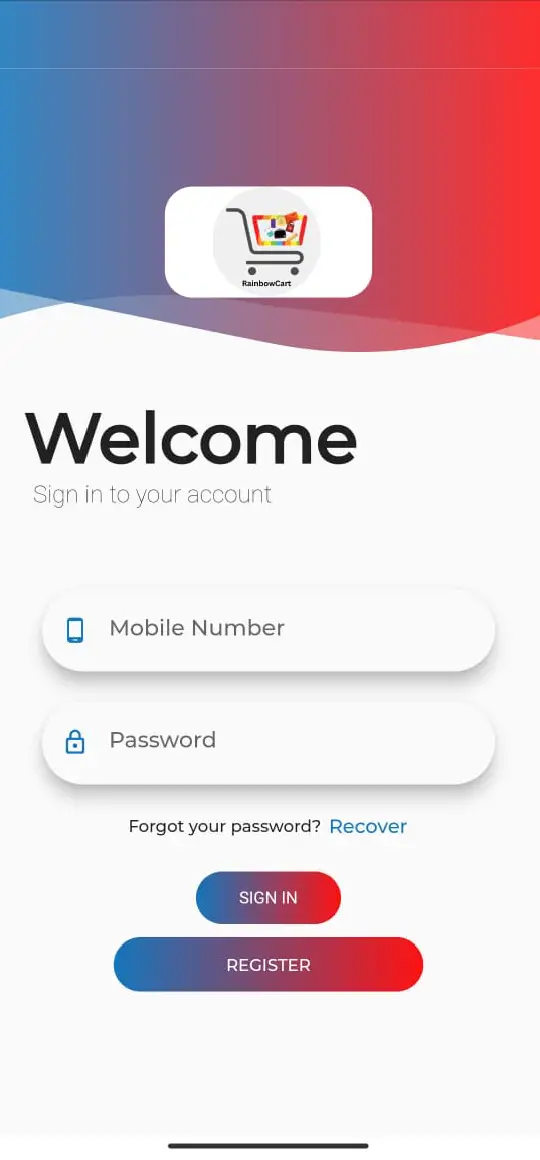 RainbowCart
Welcome
Sign in to your account
Mobile Number
Password
Forgot your password? Recover
SIGN IN
REGISTER